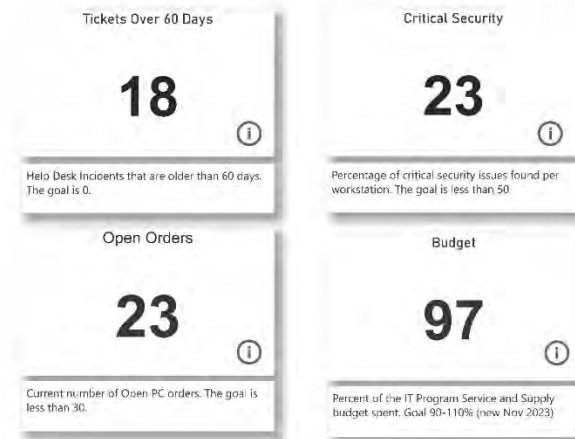 Tickets Over 60 Days
18
Help Desk Incidents that are older than 60 days.
The goal is 0.
Critical Security
23
Percentage of critical security issues found per
workstation. The goal is less than 50
Open Orders
23
Current number of Open PC orders. The goal is
less than 30.
Budget
97
Percent of the IT Program Service and Supply
budget spent. Goal 90-110% (new Nov 2023)